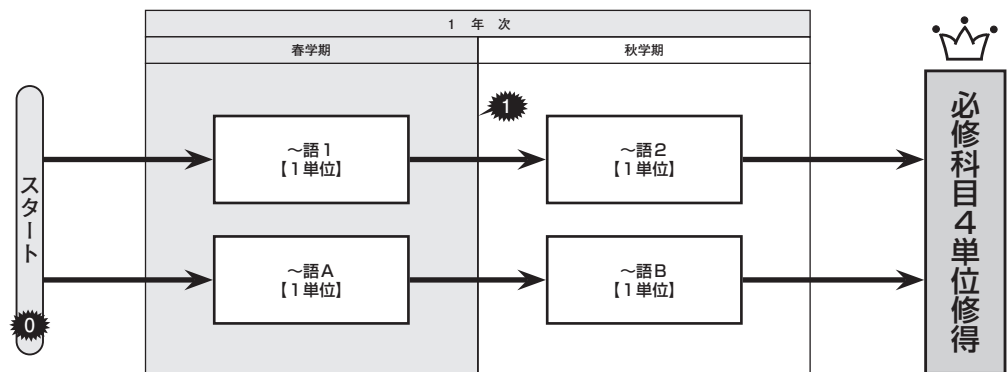 1 年 次
春学期
秋学期
スタート
0
1
〜語1
【1単位】
〜語2
【1単位】
〜語A
【1単位】
〜語B
【1単位】
必修科目4単位修得